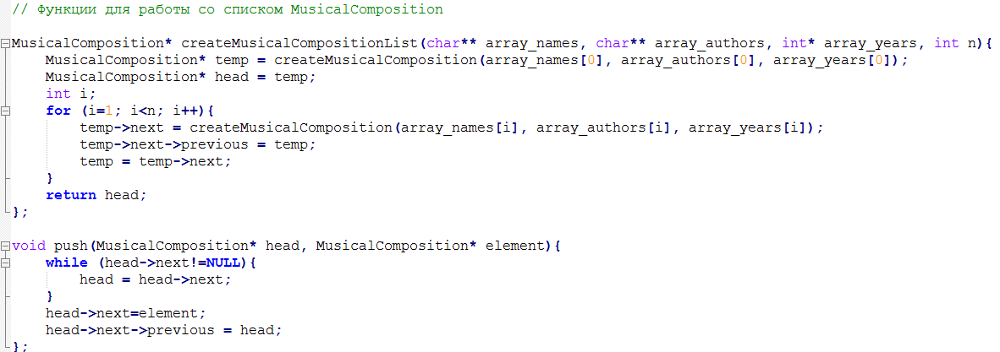 // Функции для работы со списком MusicalComposition

MusicalComposition* createMusicalCompositionList(char** array_names, char** array_authors, int* array_years, int n){
    MusicalComposition* temp = createMusicalComposition(array_names[0], array_authors[0], array_years[0]);
    MusicalComposition* head = temp;
    int i;
    for (i=1; i<n; i++){
        temp->next = createMusicalComposition(array_names[i], array_authors[i], array_years[i]);
        temp->next->previous = temp;
        temp = temp->next;
    }
    return head;
};

void push(MusicalComposition* head, MusicalComposition* element){
    while (head->next!=NULL){
        head = head->next;
    }
    head->next=element;
    head->next->previous = head;
};